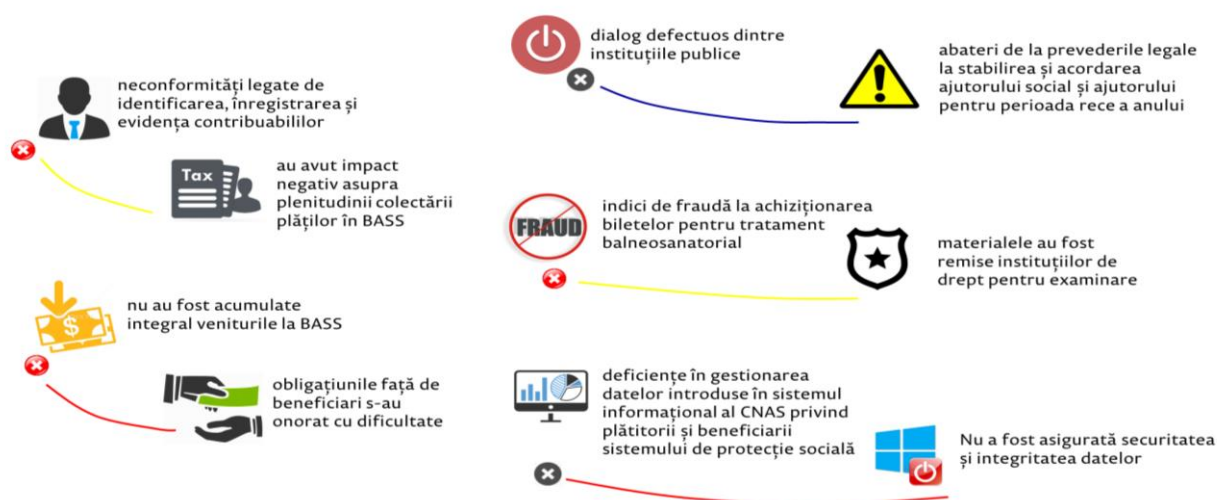 neconformități legate de
identificarea, înregistrarea și
evidența contribuabililor
Tax
au avut impact
negativ asupra
plenitudinii colectării
plăților în BASS
nu au fost acumulate
integral veniturile la BASS
obligațiunile față de
beneficiari s-au
onorat cu dificultate
dialog defectuos dintre
instituțiile publice
abateri de la prevederile legale
la stabilirea și acordarea
ajutorului social și ajutorului
pentru perioada rece a anului
FRAUD
indici de fraudă la achiziționarea
biletelor pentru tratament
balneosanatorial
materialele au fost
remise instituțiilor de
drept pentru examinare
deficiențe în gestionarea
datelor introduse în sistemul
informațional al CNAS privind
plătitorii și beneficiarii
sistemului de protecție socială
Nu a fost asigurată securitatea
și integritatea datelor